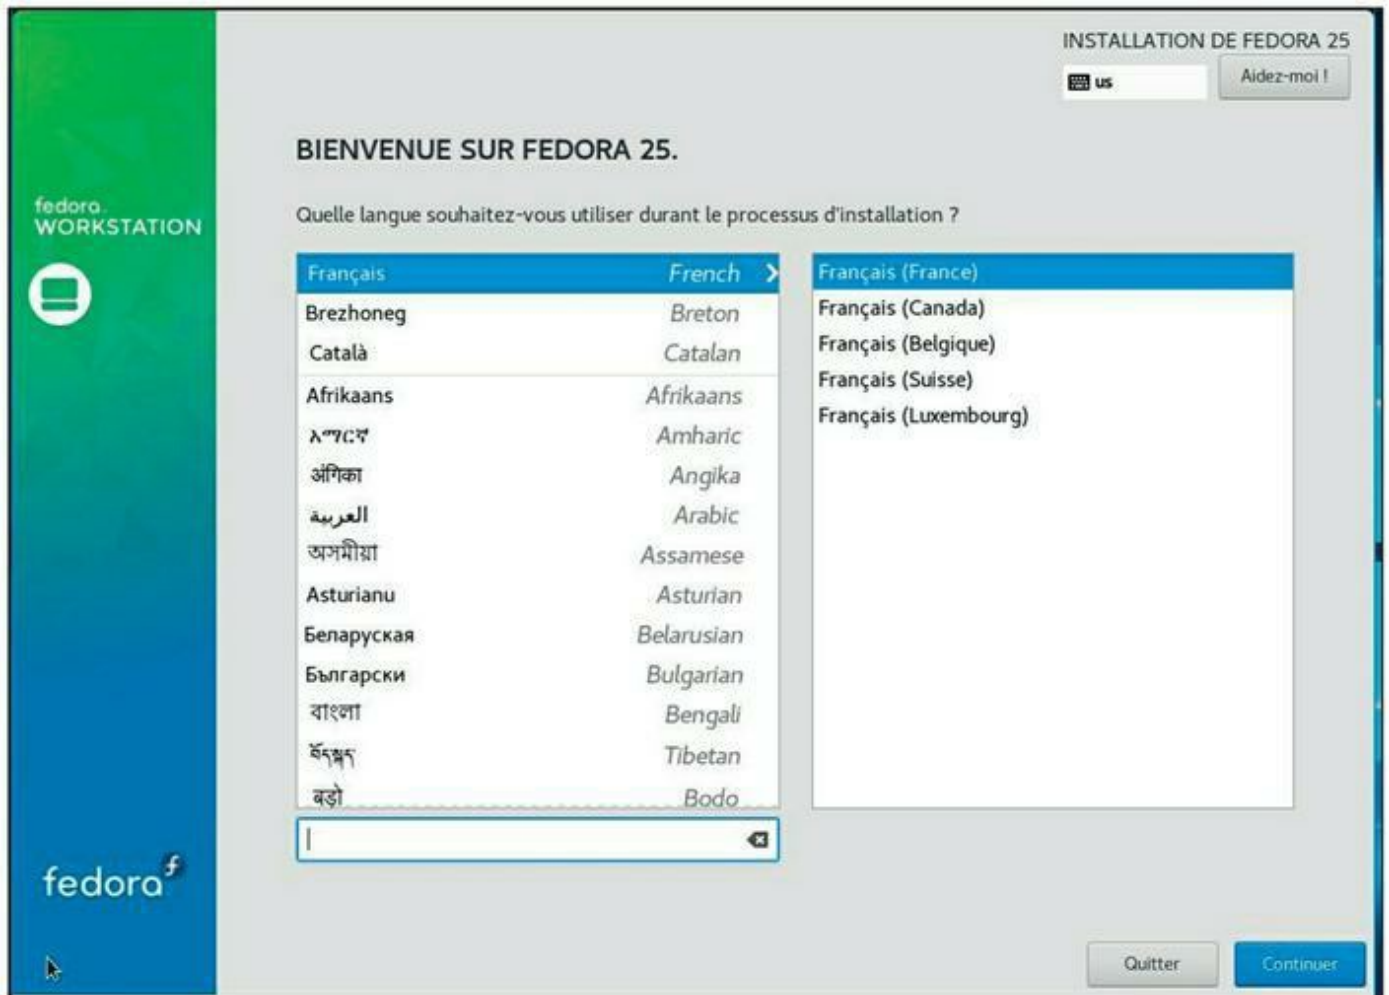 INSTALLATION DE FEDORA 25
us
Aidez-moi !
fedora
WORKSTATION
BIENVENUE SUR FEDORA 25.
Quelle langue souhaitez-vous utiliser durant le processus d'installation ?
Français French
Brezhoneg Breton
Català Catalan
Afrikaans Afrikaans
አማርኛ Amharic
अंगिका Angika
العربية Arabic
অসমীয়া Assamese
Asturianu Asturian
Беларуская Belarusian
Български Bulgarian
বাংলা Bengali
བོད་སྐད་ Tibetan
बड़ो Bodo
Français (France)
Français (Canada)
Français (Belgique)
Français (Suisse)
Français (Luxembourg)
fedora
Quitter
Continuer